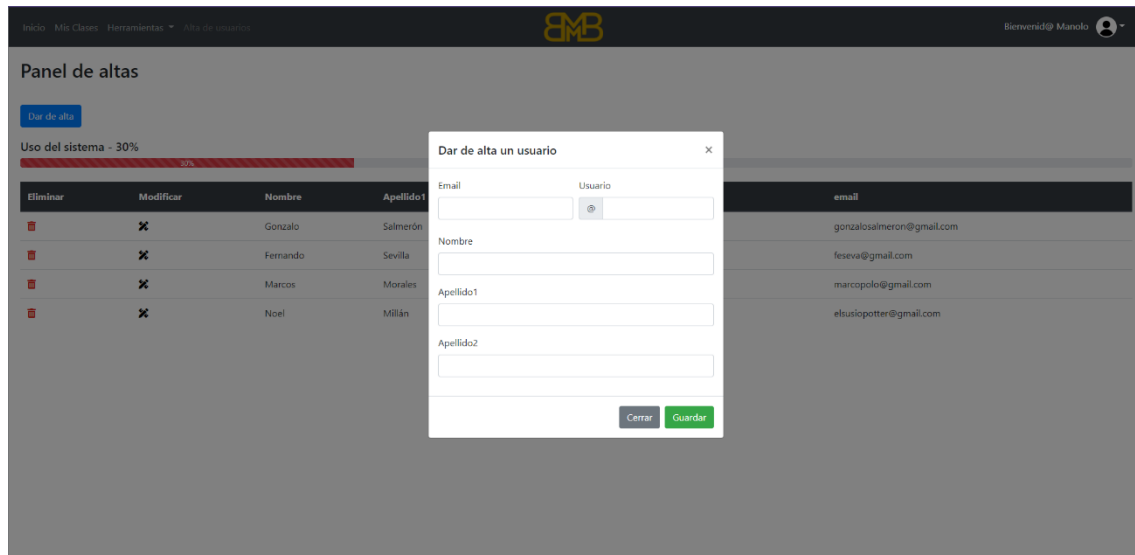 Inicio Mis Clases Herramientas Alta de usuarios BMB Bienvenid@ Manolo
Panel de altas
Dar de alta
Uso del sistema - 30%
30%
Eliminar Modificar Nombre Apellido1 email
Gonzalo Salmerón gonzalosalmeron@gmail.com
Fernando Sevilla feseva@gmail.com
Marcos Morales marcopolo@gmail.com
Noel Millán elsusiopotter@gmail.com
Dar de alta un usuario ×
Email Usuario
@
Nombre
Apellido1
Apellido2
Cerrar Guardar